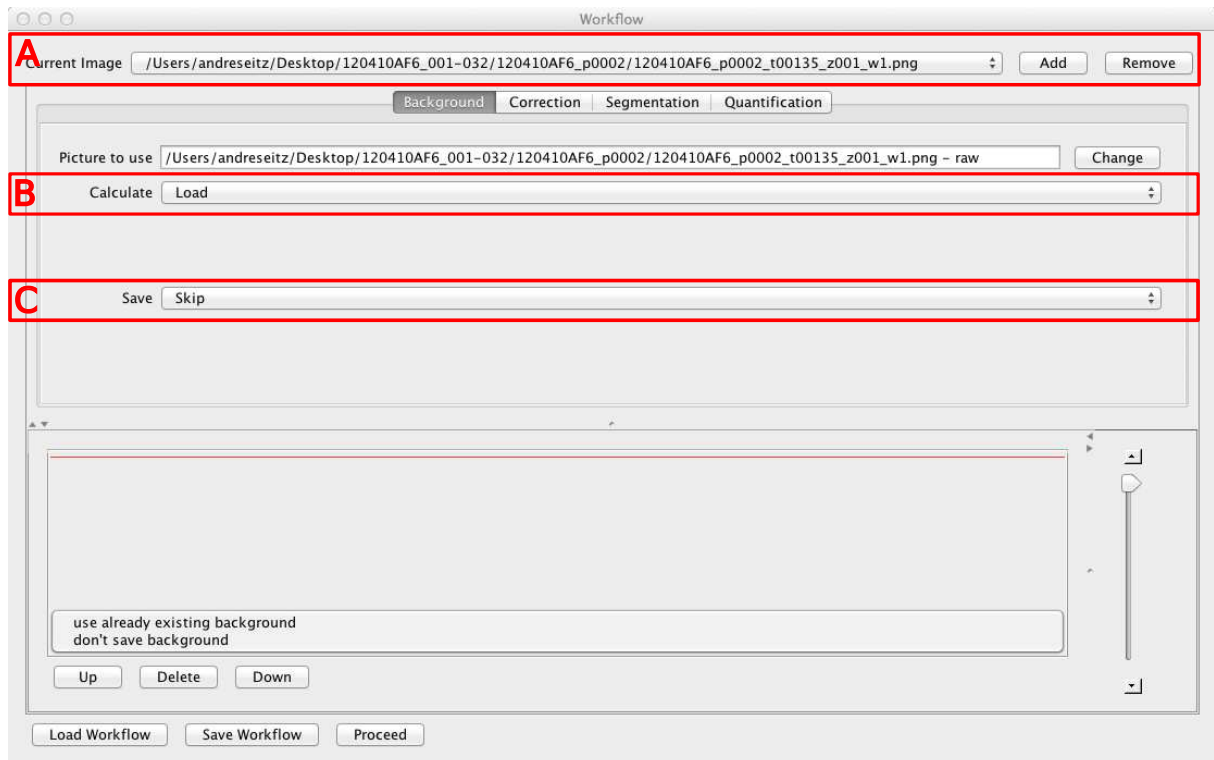 Workflow
A
Current Image /Users/andreseitz/Desktop/120410AF6_001-032/120410AF6_p0002/120410AF6_p0002_t00135_z001_w1.png Add Remove
Background Correction Segmentation Quantification
Picture to use /Users/andreseitz/Desktop/120410AF6_001-032/120410AF6_p0002/120410AF6_p0002_t00135_z001_w1.png – raw Change
B
Calculate Load
C
Save Skip
use already existing background
don't save background
Up Delete Down
Load Workflow Save Workflow Proceed